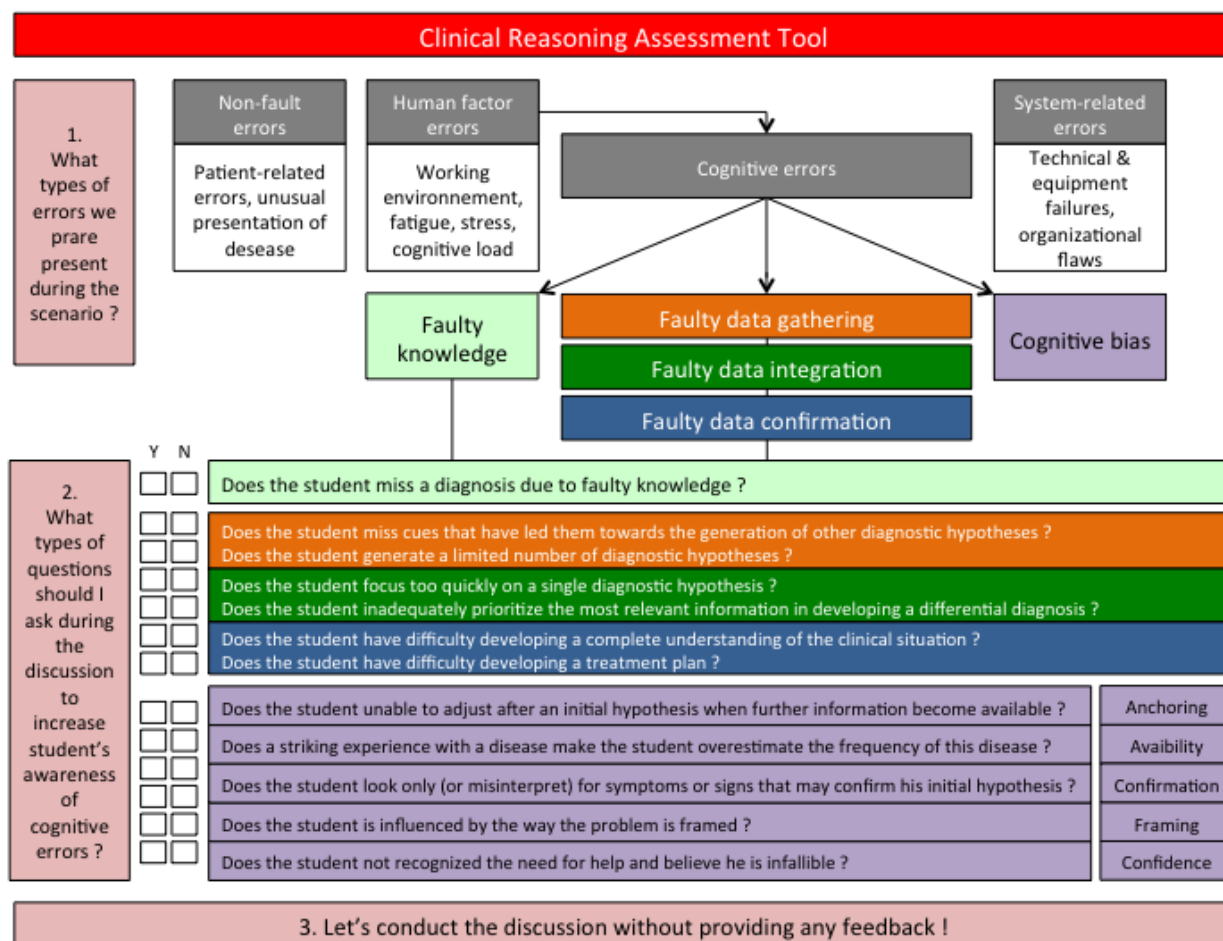 Clinical Reasoning Assessment Tool
1.
What
types of
errors we
prare
present
during the
scenario ?
Non-fault
errors
Patient-related
errors, unusual
presentation of
desease
Human factor
errors
Working
environnement,
fatigue, stress,
cognitive load
Cognitive errors
System-related
errors
Technical &
equipment
failures,
organizational
flaws
Faulty
knowledge
Faulty data gathering
Faulty data integration
Faulty data confirmation
Cognitive bias
2.
What
types of
questions
should I
ask during
the
discussion
to
increase
student's
awareness
of
cognitive
errors ?
Y N
Does the student miss a diagnosis due to faulty knowledge ?
Does the student miss cues that have led them towards the generation of other diagnostic hypotheses ?
Does the student generate a limited number of diagnostic hypotheses ?
Does the student focus too quickly on a single diagnostic hypothesis ?
Does the student inadequately prioritize the most relevant information in developing a differential diagnosis ?
Does the student have difficulty developing a complete understanding of the clinical situation ?
Does the student have difficulty developing a treatment plan ?
Does the student unable to adjust after an initial hypothesis when further information become available ? Anchoring
Does a striking experience with a disease make the student overestimate the frequency of this disease ? Avaibility
Does the student look only (or misinterpret) for symptoms or signs that may confirm his initial hypothesis ? Confirmation
Does the student is influenced by the way the problem is framed ? Framing
Does the student not recognized the need for help and believe he is infallible ? Confidence
3. Let's conduct the discussion without providing any feedback !